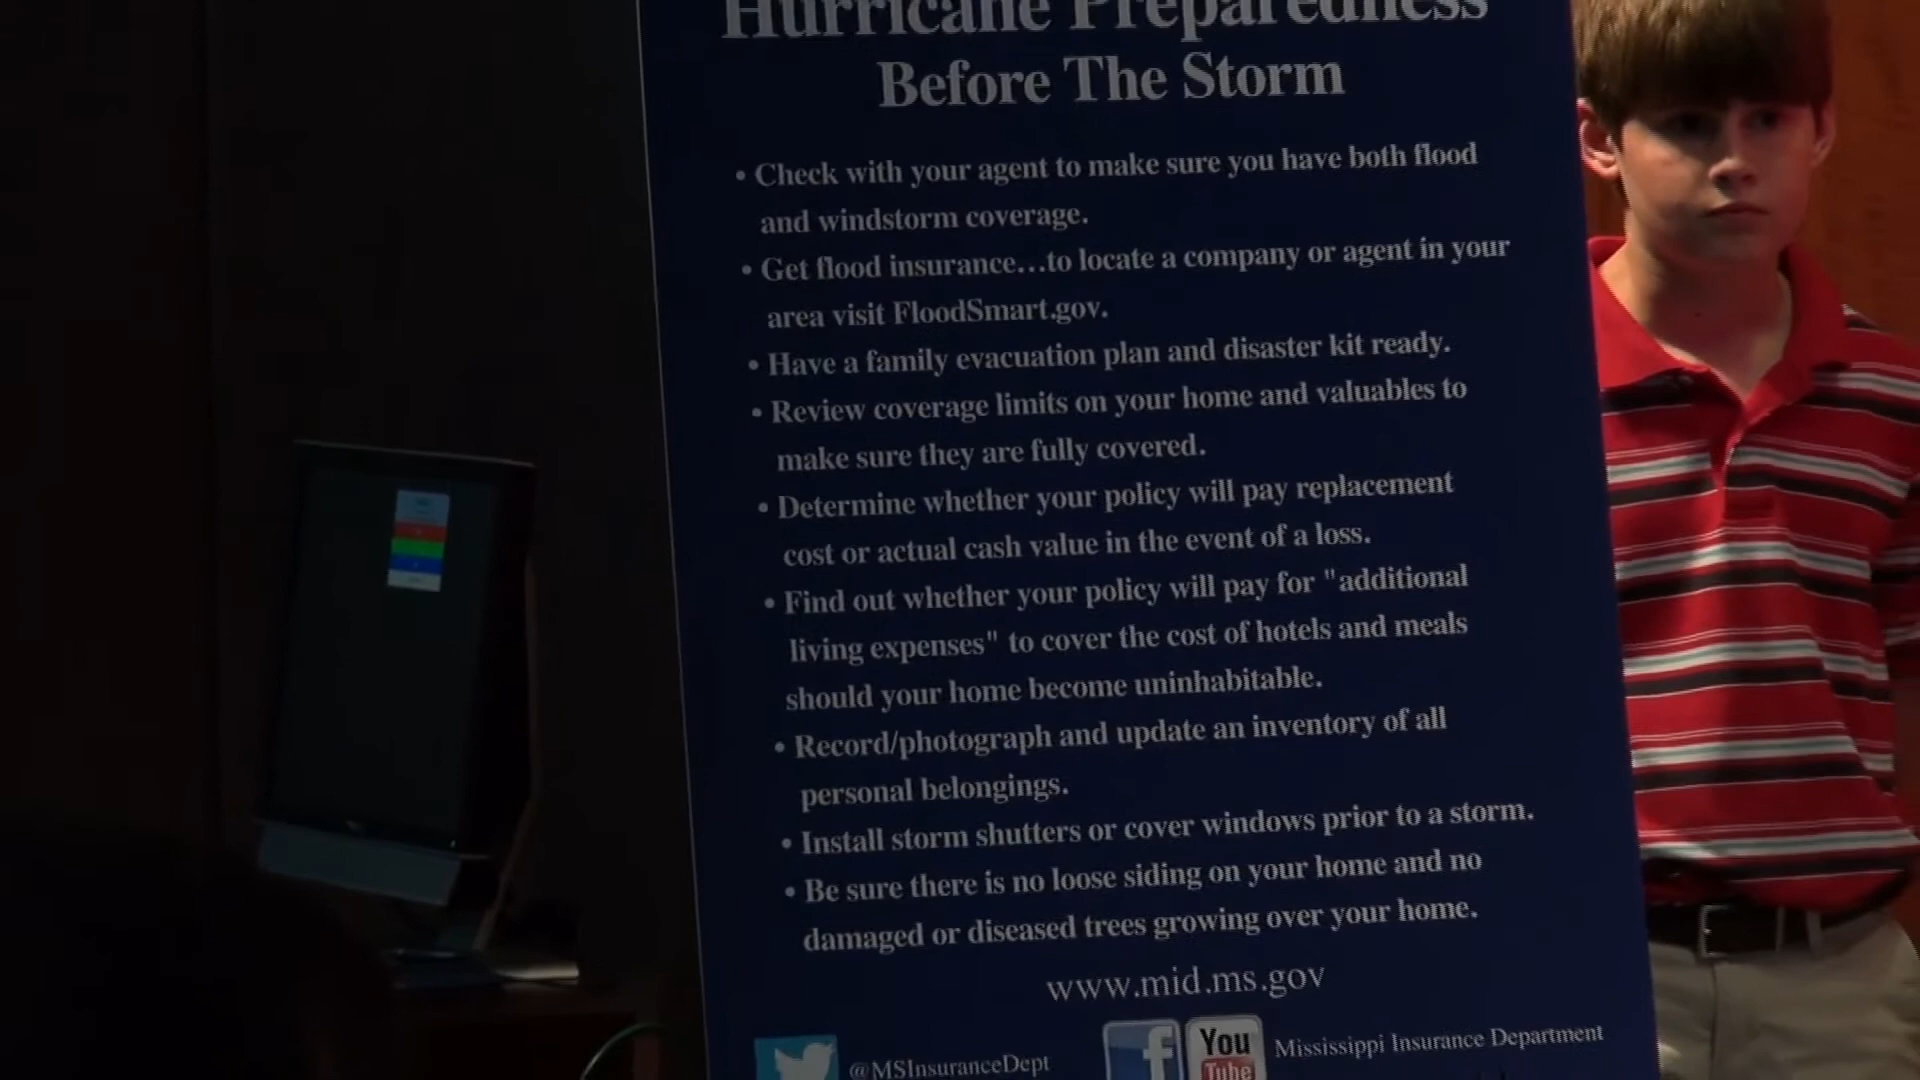 Hurricane Preparedness
Before The Storm
• Check with your agent to make sure you have both flood
and windstorm coverage.
• Get flood insurance...to locate a company or agent in your
area visit FloodSmart.gov.
• Have a family evacuation plan and disaster kit ready.
• Review coverage limits on your home and valuables to
make sure they are fully covered.
• Determine whether your policy will pay replacement
cost or actual cash value in the event of a loss.
• Find out whether your policy will pay for "additional
living expenses" to cover the cost of hotels and meals
should your home become uninhabitable.
• Record/photograph and update an inventory of all
personal belongings.
• Install storm shutters or cover windows prior to a storm.
• Be sure there is no loose siding on your home and no
damaged or diseased trees growing over your home.
www.mid.ms.gov
@MSInsuranceDept f You Tube Mississippi Insurance Department